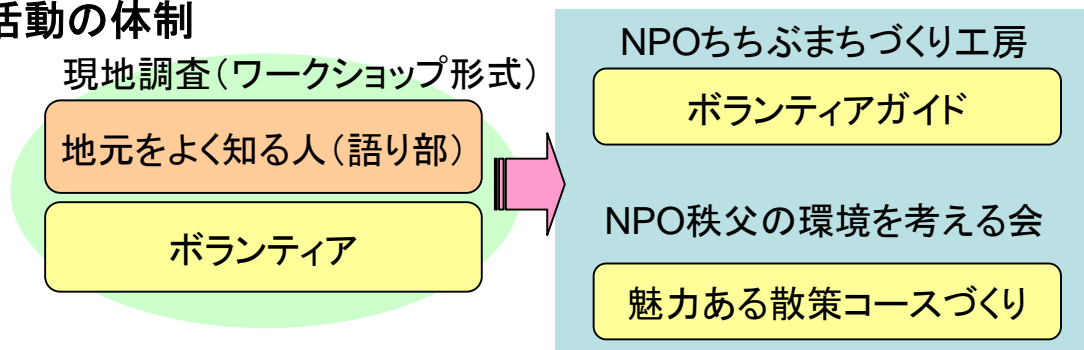 活動の体制
現地調査(ワークショップ形式)
地元をよく知る人(語り部)
ボランティア
NPOちちぶまちづくり工房
ボランティアガイド
NPO秩父の環境を考える会
魅力ある散策コースづくり